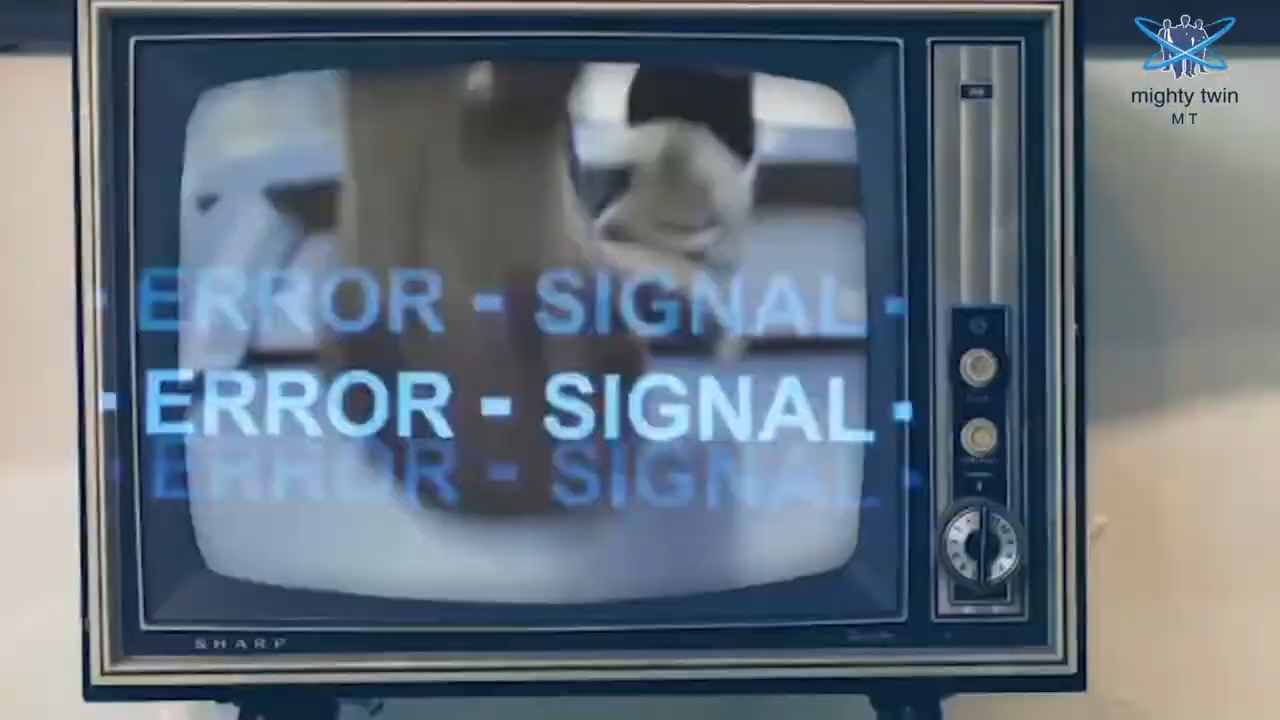 mighty twin
MT
- ERROR - SIGNAL -
- ERROR - SIGNAL -
- ERROR - SIGNAL -
SHARP